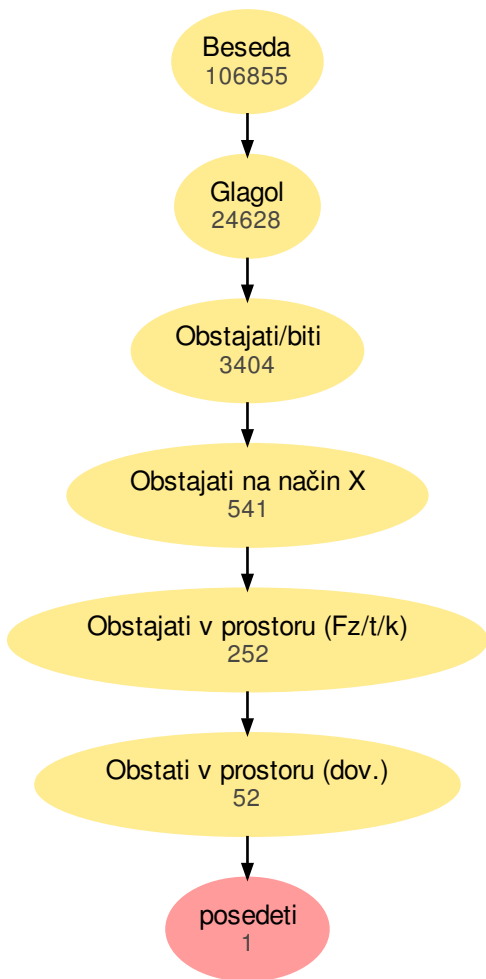 Beseda
106855
Glagol
24628
Obstajati/biti
3404
Obstajati na način X
541
Obstajati v prostoru (Fz/t/k)
252
Obstati v prostoru (dov.)
52
posedeti
1